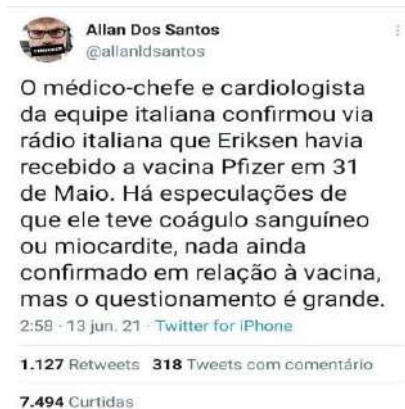 Allan Dos Santos
@allanldsantos
O médico-chefe e cardiologista
da equipe italiana confirmou via
rádio italiana que Eriksen havia
recebido a vacina Pfizer em 31
de Maio. Há especulações de
que ele teve coágulo sanguíneo
ou miocardite, nada ainda
confirmado em relação à vacina,
mas o questionamento é grande.
2:58 · 13 jun. 21 · Twitter for iPhone
1.127 Retweets 318 Tweets com comentário
7.494 Curtidas